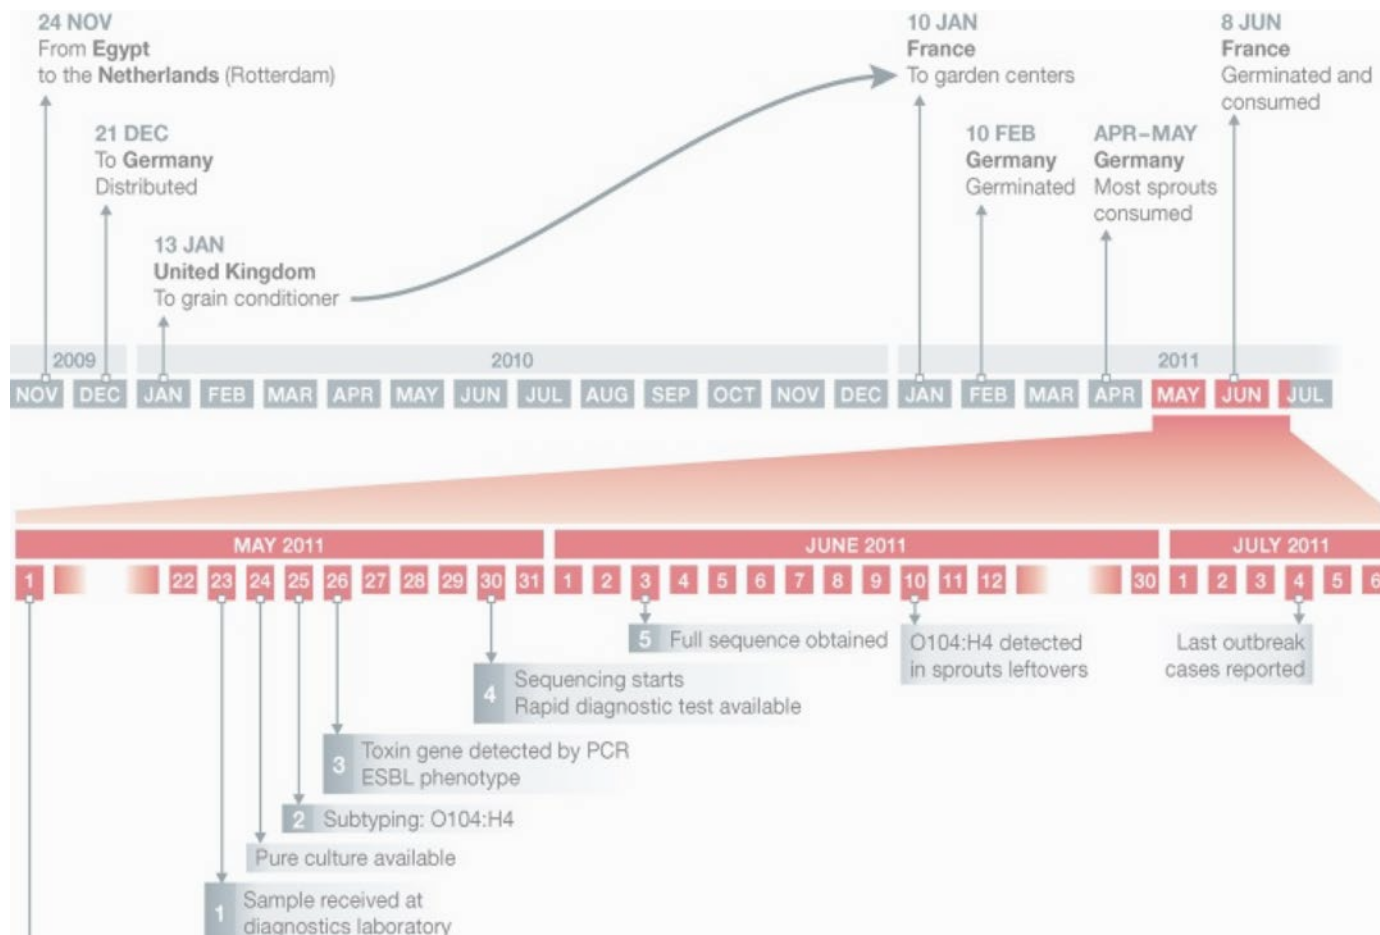 24 NOV
From Egypt
to the Netherlands (Rotterdam)
21 DEC
To Germany
Distributed
13 JAN
United Kingdom
To grain conditioner
10 JAN
France
To garden centers
10 FEB
Germany
Germinated
APR–MAY
Germany
Most sprouts
consumed
8 JUN
France
Germinated and
consumed
2009 2010 2011
NOV DEC JAN FEB MAR APR MAY JUN JUL AUG SEP OCT NOV DEC JAN FEB MAR APR MAY JUN JUL
MAY 2011 JUNE 2011 JULY 2011
1 22 23 24 25 26 27 28 29 30 31 1 2 3 4 5 6 7 8 9 10 11 12 30 1 2 3 4 5 6
5 Full sequence obtained
O104:H4 detected
in sprouts leftovers
Last outbreak
cases reported
4 Sequencing starts
Rapid diagnostic test available
3 Toxin gene detected by PCR
ESBL phenotype
2 Subtyping: O104:H4
Pure culture available
1 Sample received at
diagnostics laboratory